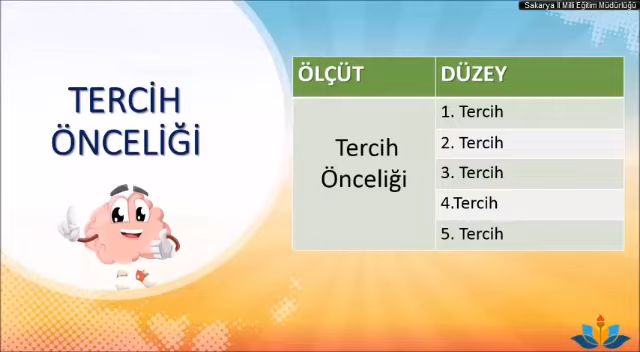 Sakarya İl Milli Eğitim Müdürlüğü
TERCİH
ÖNCELİĞİ
ÖLÇÜT
DÜZEY
Tercih
Önceliği
1. Tercih
2. Tercih
3. Tercih
4.Tercih
5. Tercih